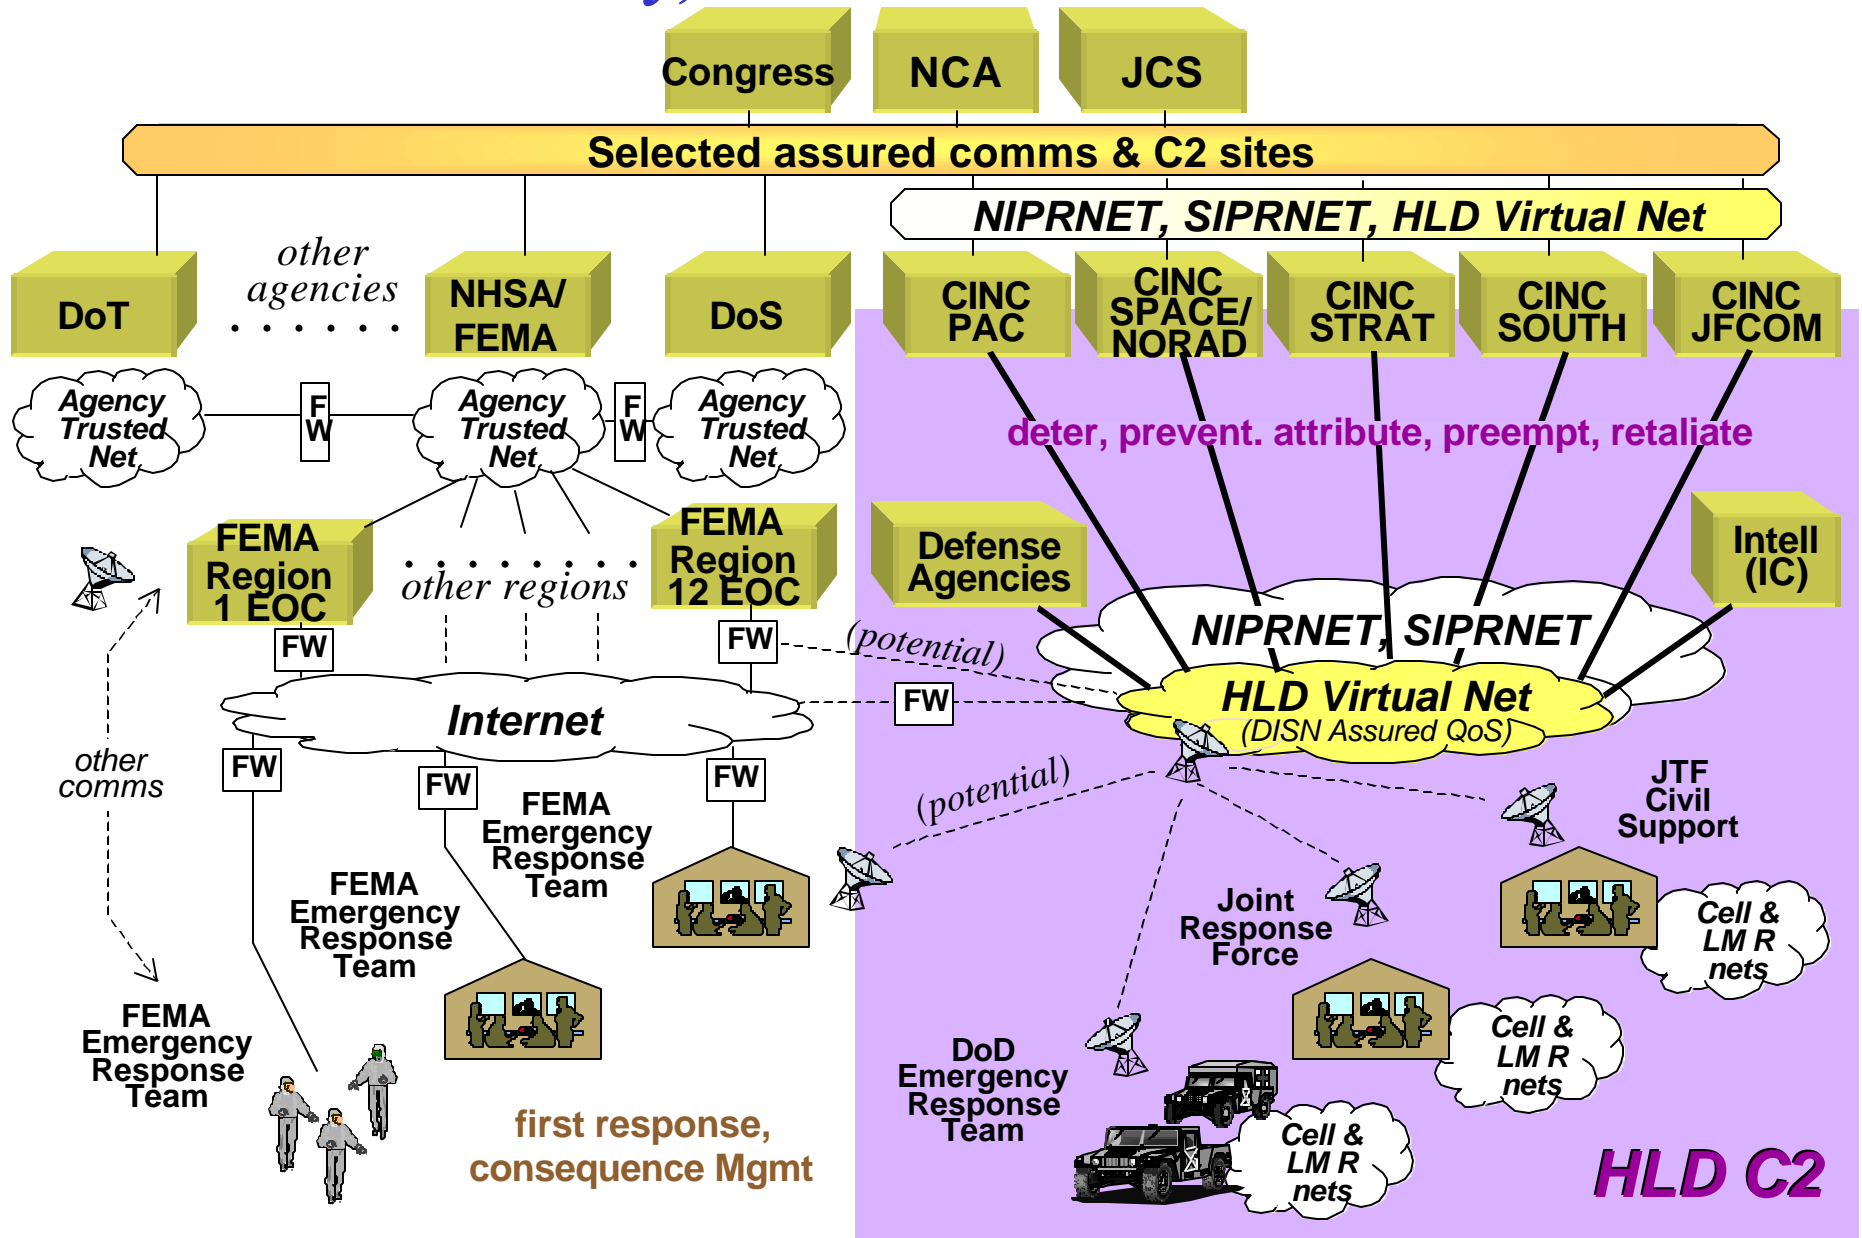 Congress
NCA
JCS
Selected assured comms & C2 sites
NIPRNET, SIPRNET, HLD Virtual Net
DoT
other
agencies
. . . . . .
NHSA/
FEMA
DoS
CINC
PAC
CINC
SPACE/
NORAD
CINC
STRAT
CINC
SOUTH
CINC
JFCOM
Agency
Trusted
Net
F
W
Agency
Trusted
Net
F
W
Agency
Trusted
Net
deter, prevent. attribute, preempt, retaliate
FEMA
Region
1 EOC
. . . . . . . .
other regions
FEMA
Region
12 EOC
Defense
Agencies
Intell
(IC)
FW
FW
(potential)
NIPRNET, SIPRNET
HLD Virtual Net
(DISN Assured QoS)
FW
Internet
other
comms
FW
FW
FW
(potential)
FEMA
Emergency
Response
Team
FEMA
Emergency
Response
Team
FEMA
Emergency
Response
Team
JTF
Civil
Support
Cell &
LM R
nets
Joint
Response
Force
Cell &
LM R
nets
DoD
Emergency
Response
Team
Cell &
LM R
nets
first response,
consequence Mgmt
HLD C2